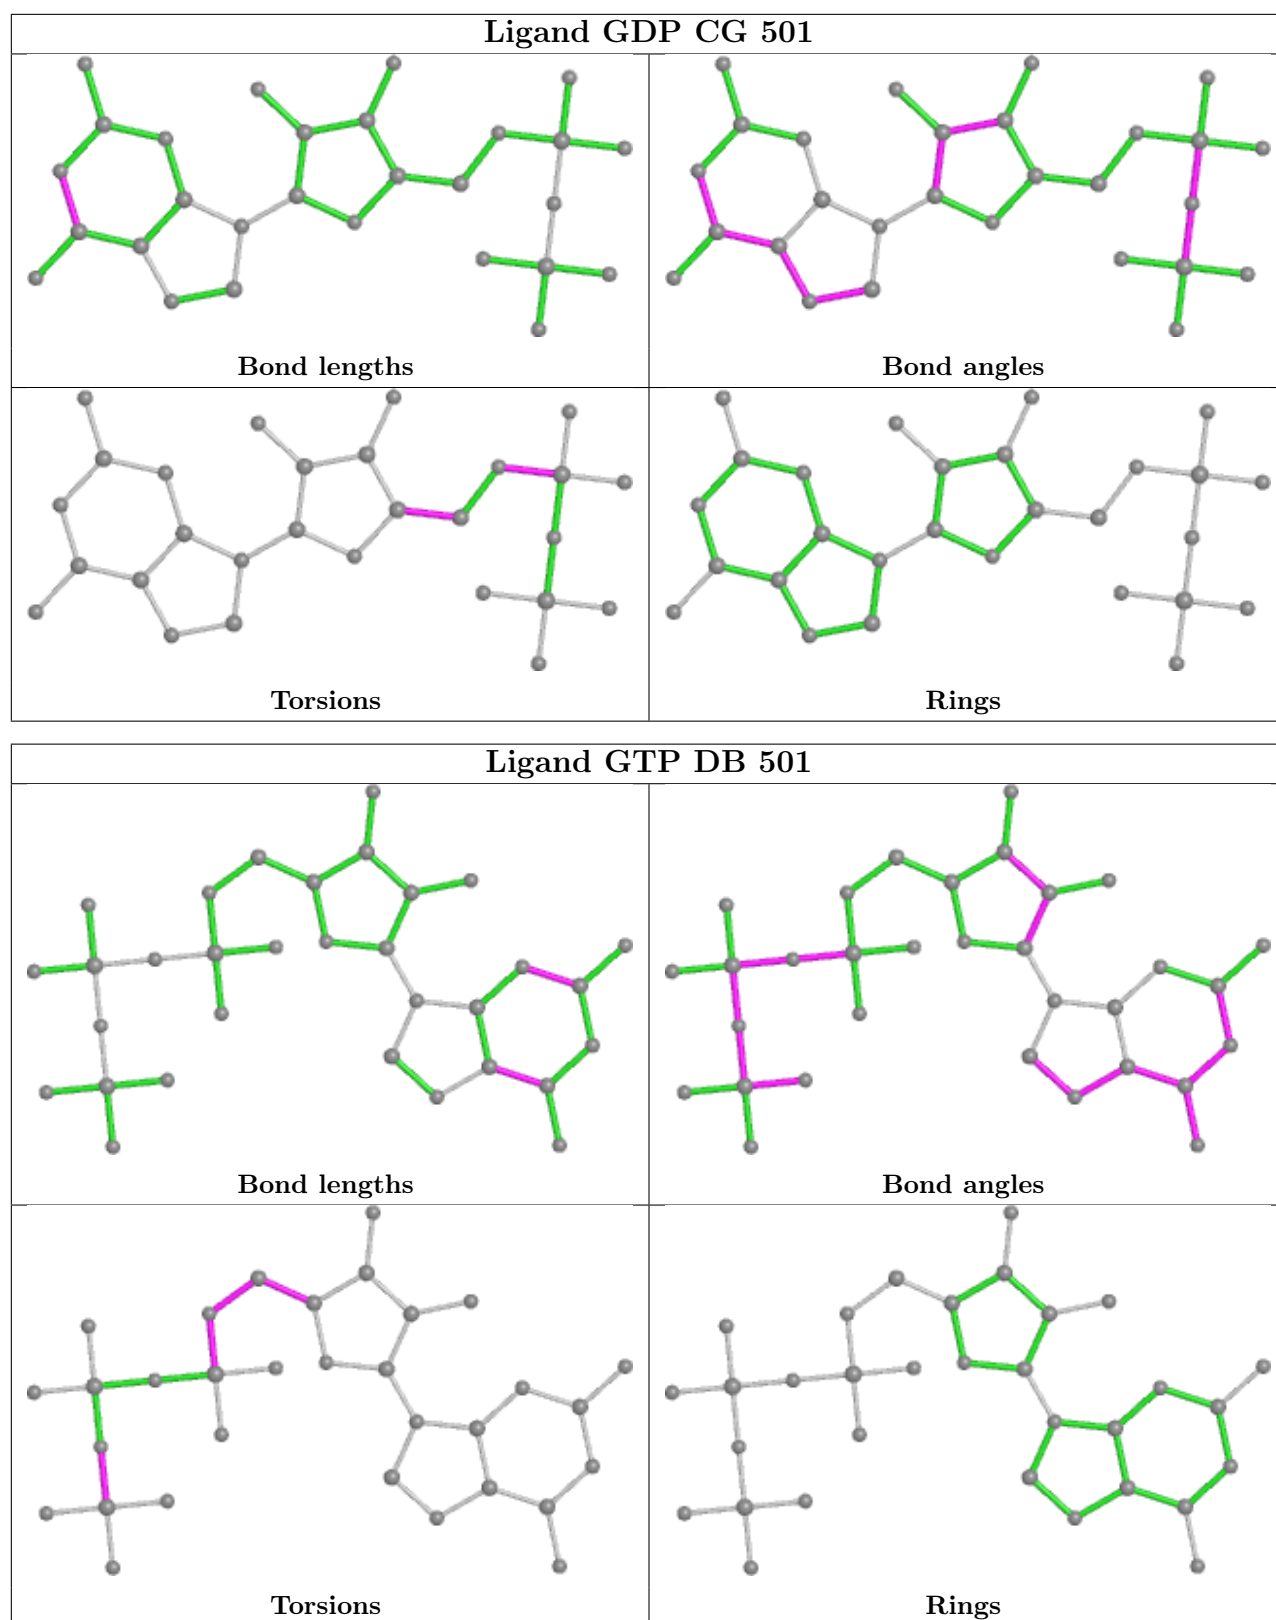 Ligand GDP CG 501
Bond lengths
Bond angles
Torsions
Rings
Ligand GTP DB 501
Bond lengths
Bond angles
Torsions
Rings